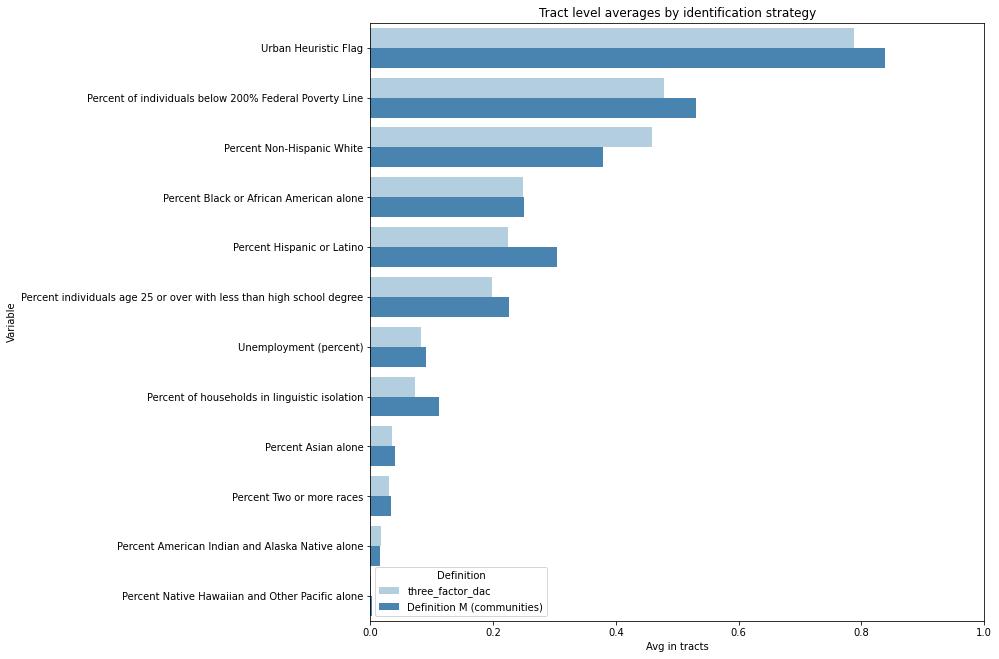 Tract level averages by identification strategy
Urban Heuristic Flag
Percent of individuals below 200% Federal Poverty Line
Percent Non-Hispanic White
Percent Black or African American alone
Percent Hispanic or Latino
Percent individuals age 25 or over with less than high school degree
Variable
Unemployment (percent)
Percent of households in linguistic isolation
Percent Asian alone
Percent Two or more races
Percent American Indian and Alaska Native alone
Percent Native Hawaiian and Other Pacific alone
Definition
three_factor_dac
Definition M (communities)
0.0 0.2 0.4 0.6 0.8 1.0
Avg in tracts